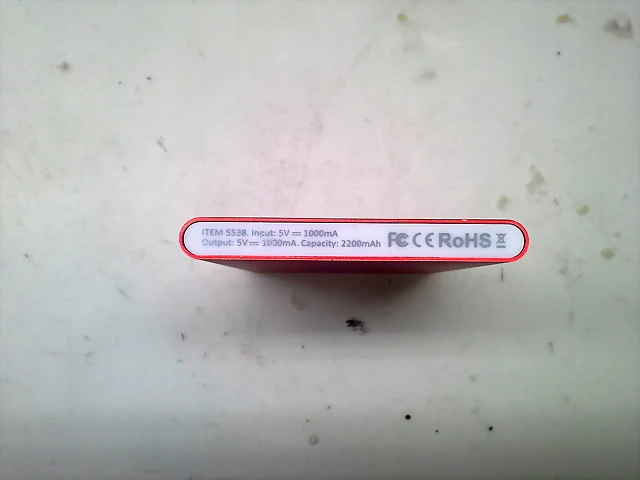 ITEM 5538. Input: 5V ⎓ 1000mA
Output: 5V ⎓ 1000mA. Capacity: 2200mAh FC CE RoHS